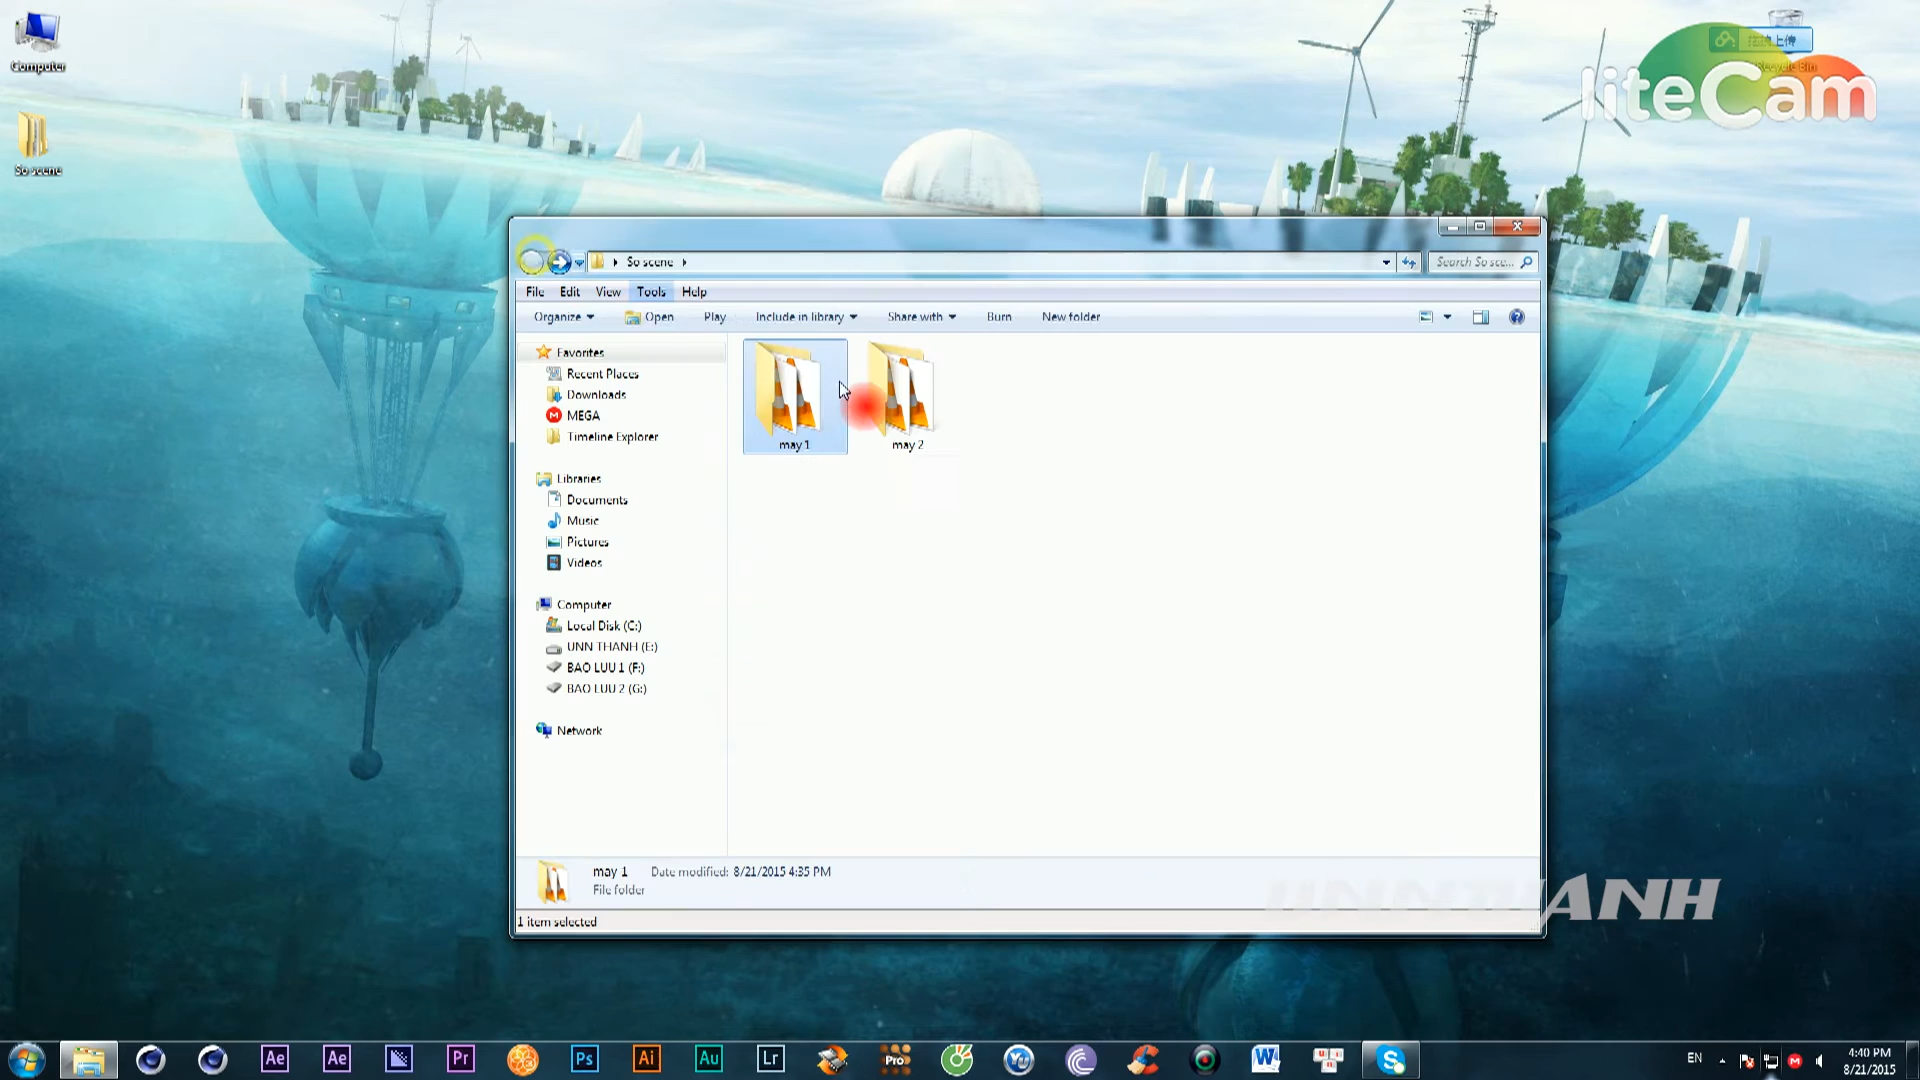 Computer
So scene
上传
Recycle Bin
liteCam
So scene
Search So sce...
File Edit View Tools Help
Organize Open Play Include in library Share with Burn New folder
Favorites
Recent Places
Downloads
MEGA
Timeline Explorer
Libraries
Documents
Music
Pictures
Videos
Computer
Local Disk (C:)
UNN THANH (E:)
BAO LUU 1 (F:)
BAO LUU 2 (G:)
Network
may 1
may 2
may 1 Date modified: 8/21/2015 4:35 PM
File folder
1 item selected
UNNTHANH
Ae
Ae
Pr
Ps
Ai
Au
Lr
Pro
W
S
EN
4:40 PM
8/21/2015